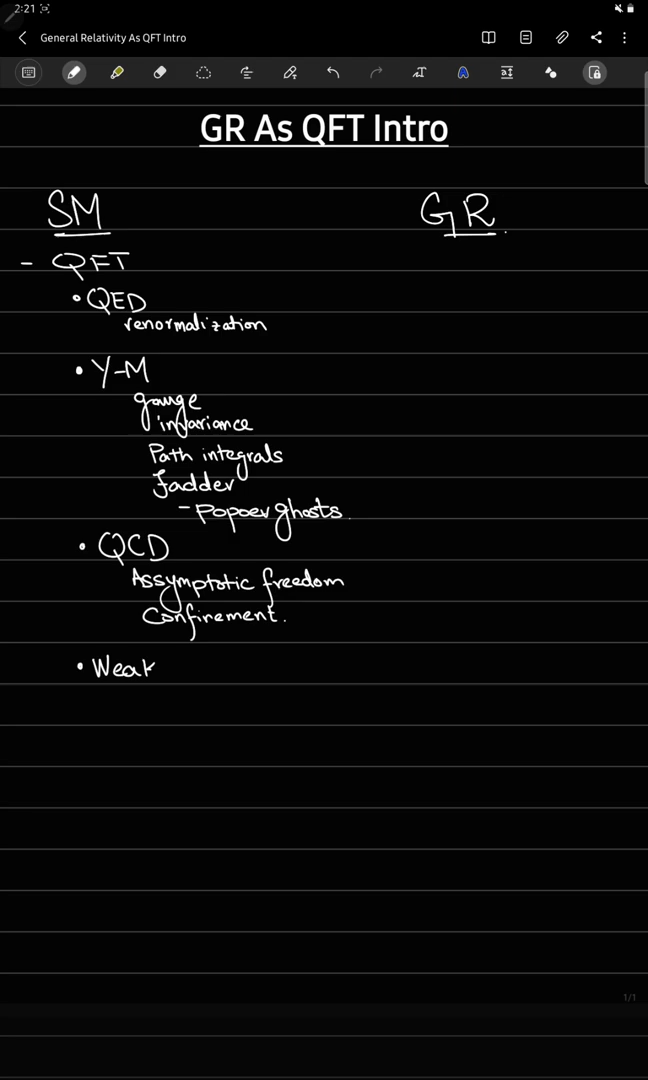 2:21
General Relativity As QFT Intro
GR As QFT Intro
SM
GR.
- QFT
• QED
renormalization
• Y-M
gauge
invariance
Path integrals
Fadder
- Popoer ghosts.
• QCD
Assymptotic freedom
Confinement.
• Weak
1/1